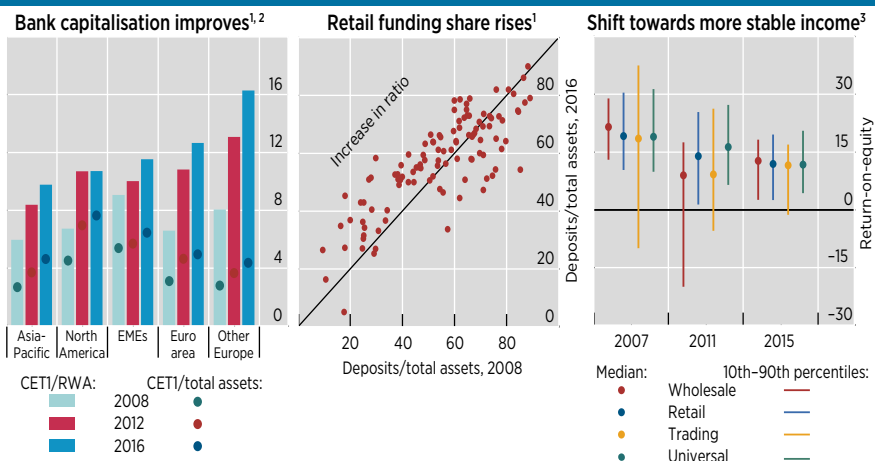 Bank capitalisation improves1, 2
16
12
8
4
0
Asia-
Pacific
North
America
EMEs
Euro
area
Other
Europe
CET1/RWA:
CET1/total assets:
2008
2012
2016
Retail funding share rises1
Increase in ratio
80
60
40
20
0
Deposits/total assets, 2016
20
40
60
80
Deposits/total assets, 2008
Shift towards more stable income3
30
15
0
–15
–30
Return-on-equity
2007
2011
2015
Median:
10th–90th percentiles:
Wholesale
Retail
Trading
Universal